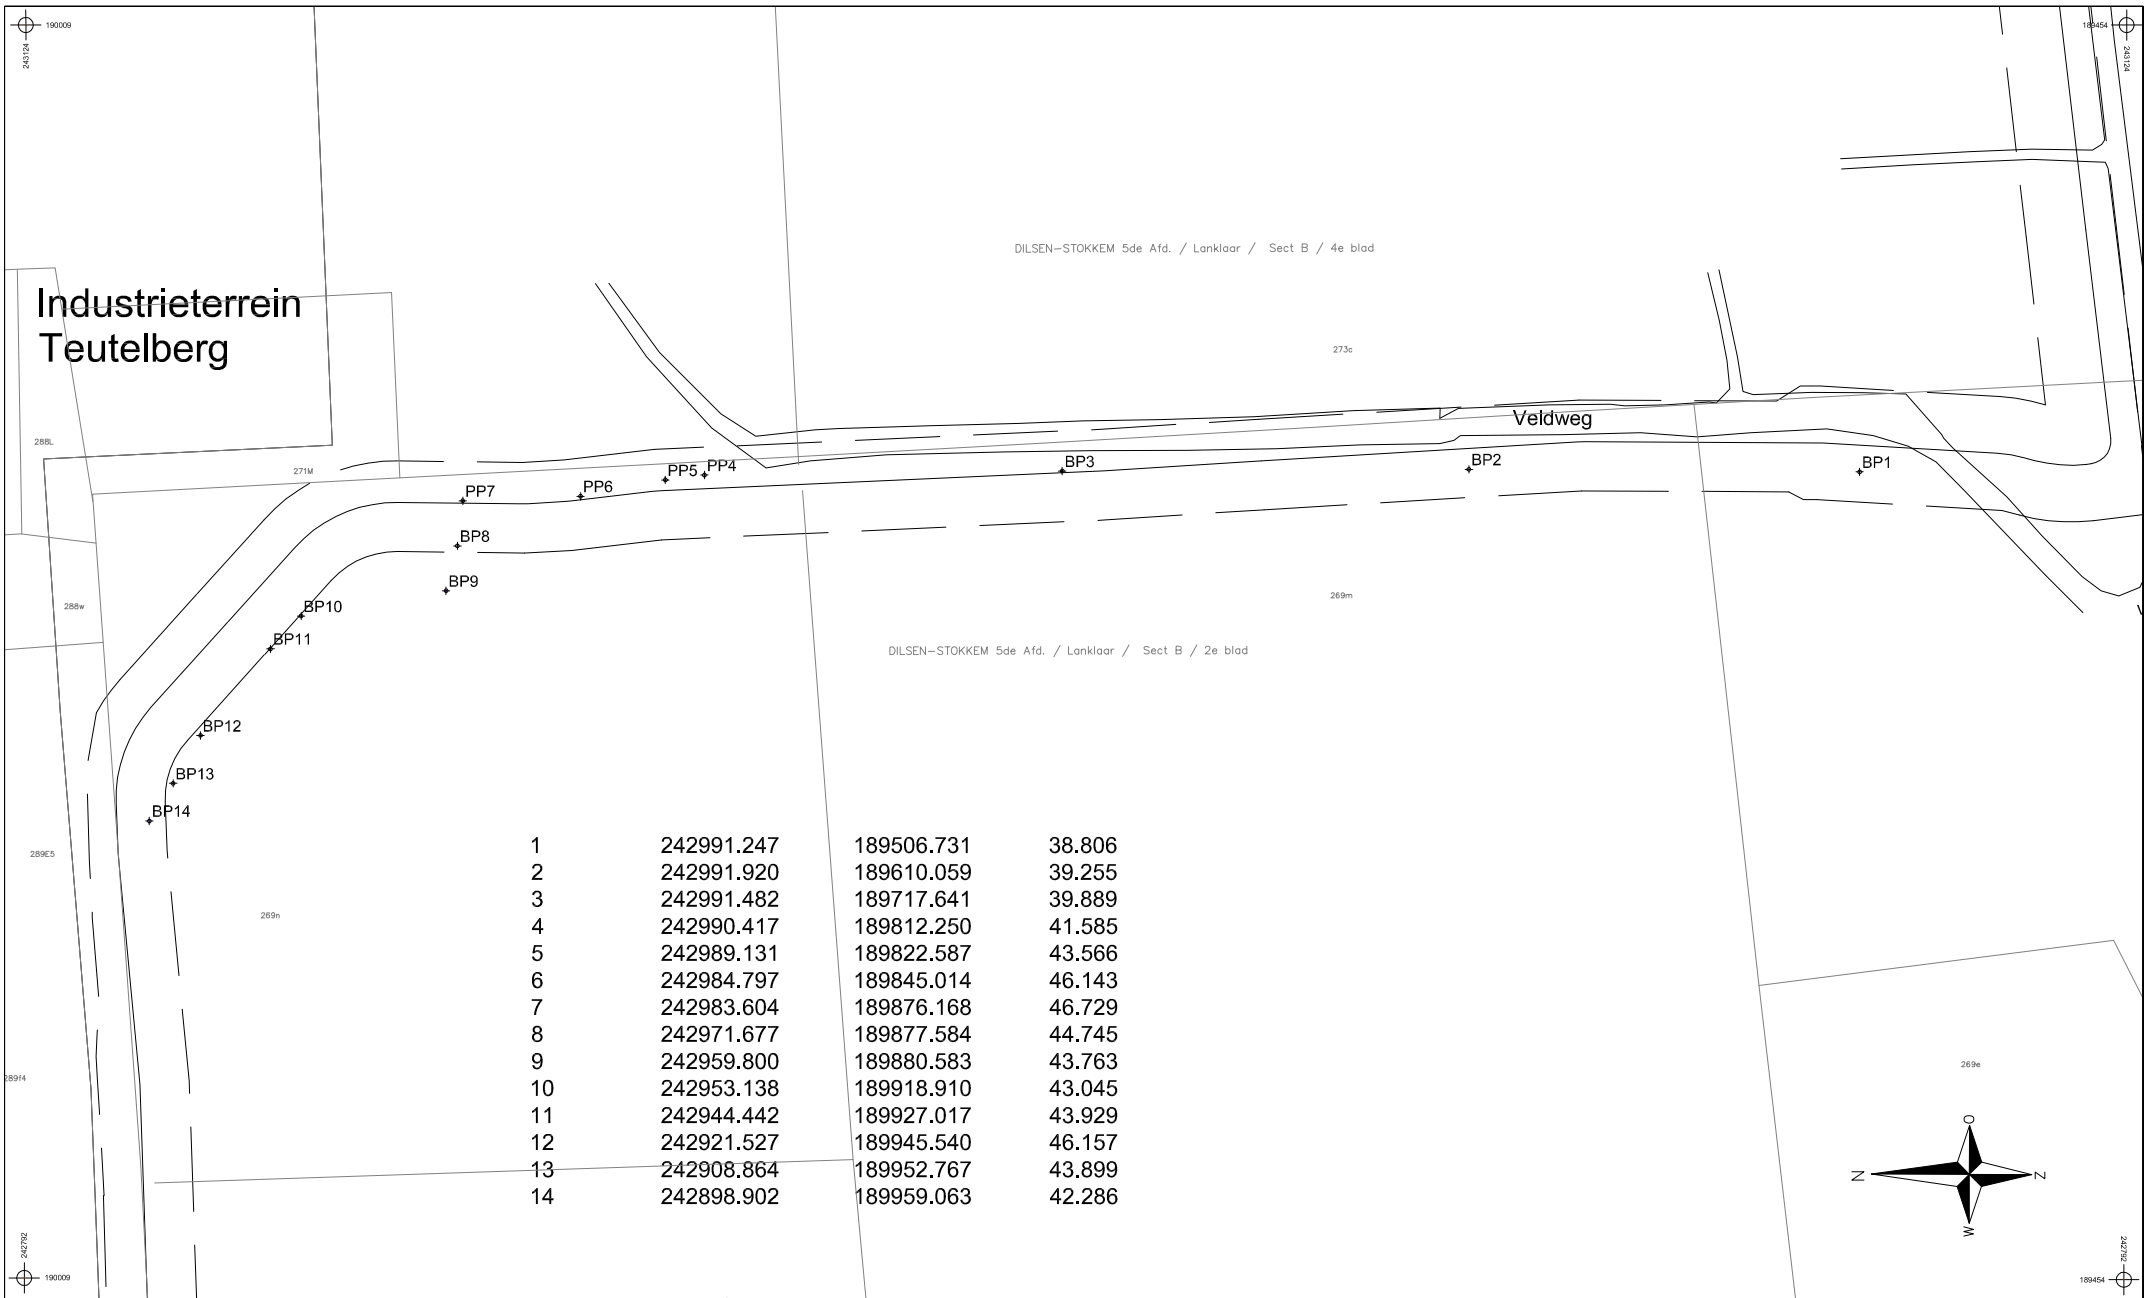 190009
243124
189454
243124
DILSEN-STOKKEM 5de Afd. / Lanklaar / Sect B / 4e blad
Industrieterrein
Teutelberg
273c
Veldweg
288L
271M
PP7
PP6
PP5
PP4
BP3
BP2
BP1
BP8
BP9
BP10
BP11
288w
269m
DILSEN-STOKKEM 5de Afd. / Lanklaar / Sect B / 2e blad
BP12
BP13
BP14
289E5
269n
1 242991.247 189506.731 38.806
2 242991.920 189610.059 39.255
3 242991.482 189717.641 39.889
4 242990.417 189812.250 41.585
5 242989.131 189822.587 43.566
6 242984.797 189845.014 46.143
7 242983.604 189876.168 46.729
8 242971.677 189877.584 44.745
9 242959.800 189880.583 43.763
10 242953.138 189918.910 43.045
11 242944.442 189927.017 43.929
12 242921.527 189945.540 46.157
13 242908.864 189952.767 43.899
14 242898.902 189959.063 42.286
289f4
269e
O
N
Z
W
242792
190009
242792
189454